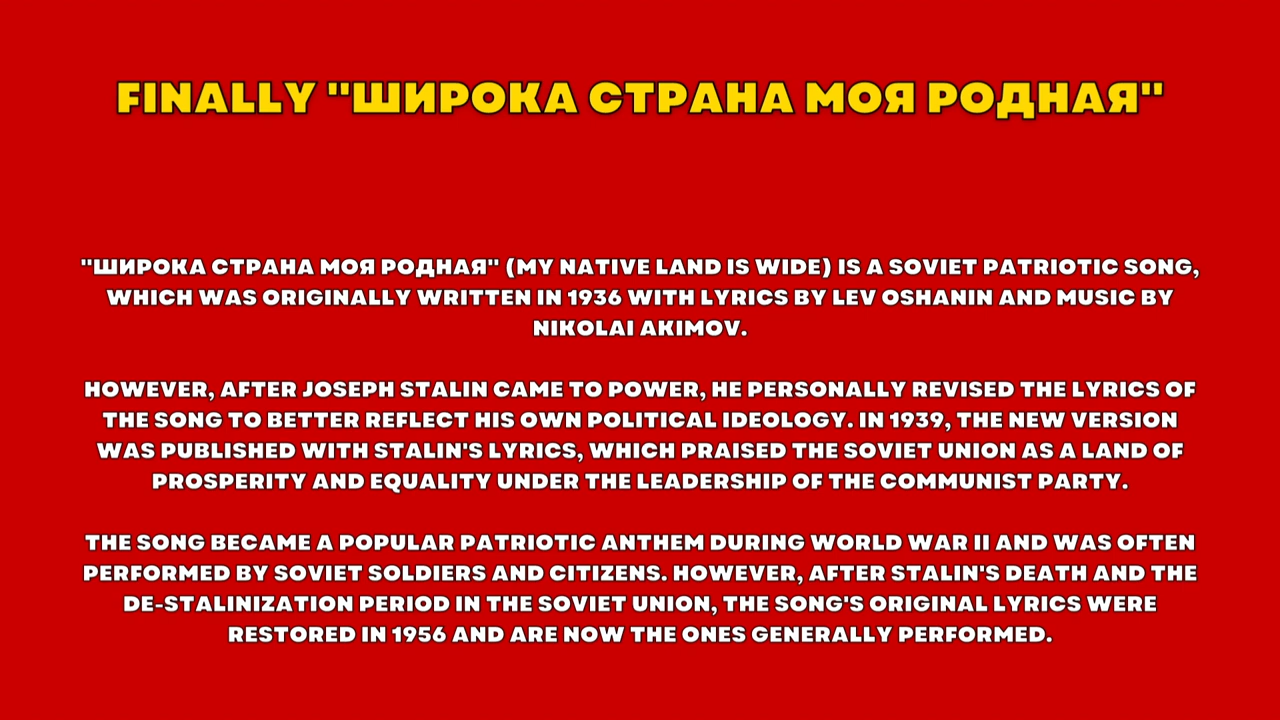 FINALLY "ШИРОКА СТРАНА МОЯ РОДНАЯ"
"ШИРОКА СТРАНА МОЯ РОДНАЯ" (MY NATIVE LAND IS WIDE) IS A SOVIET PATRIOTIC SONG,
WHICH WAS ORIGINALLY WRITTEN IN 1936 WITH LYRICS BY LEV OSHANIN AND MUSIC BY
NIKOLAI AKIMOV.
HOWEVER, AFTER JOSEPH STALIN CAME TO POWER, HE PERSONALLY REVISED THE LYRICS OF
THE SONG TO BETTER REFLECT HIS OWN POLITICAL IDEOLOGY. IN 1939, THE NEW VERSION
WAS PUBLISHED WITH STALIN'S LYRICS, WHICH PRAISED THE SOVIET UNION AS A LAND OF
PROSPERITY AND EQUALITY UNDER THE LEADERSHIP OF THE COMMUNIST PARTY.
THE SONG BECAME A POPULAR PATRIOTIC ANTHEM DURING WORLD WAR II AND WAS OFTEN
PERFORMED BY SOVIET SOLDIERS AND CITIZENS. HOWEVER, AFTER STALIN'S DEATH AND THE
DE-STALINIZATION PERIOD IN THE SOVIET UNION, THE SONG'S ORIGINAL LYRICS WERE
RESTORED IN 1956 AND ARE NOW THE ONES GENERALLY PERFORMED.